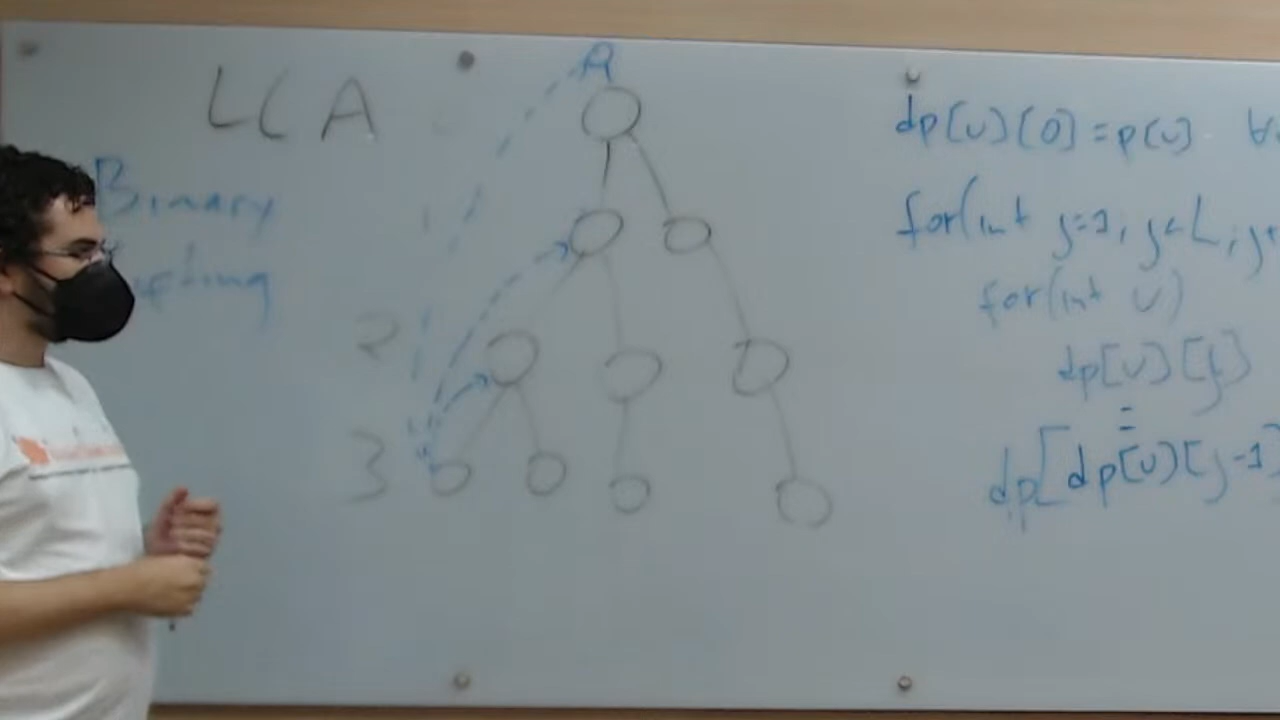 LCA
Binary
R
1
2
3
dp[u][0]=p[u] ∀
for(int j=1; j<L; j+
for(int u)
dp[u][j]
=
dp[dp[u][j-1]